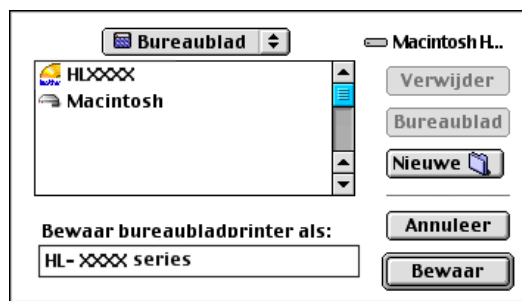 Bureaublad
Macintosh H...
HLXXXX
Macintosh
Verwijder
Bureaublad
Nieuwe
Bewaar bureaubladprinter als:
HL- XXXX series
Annuleer
Bewaar